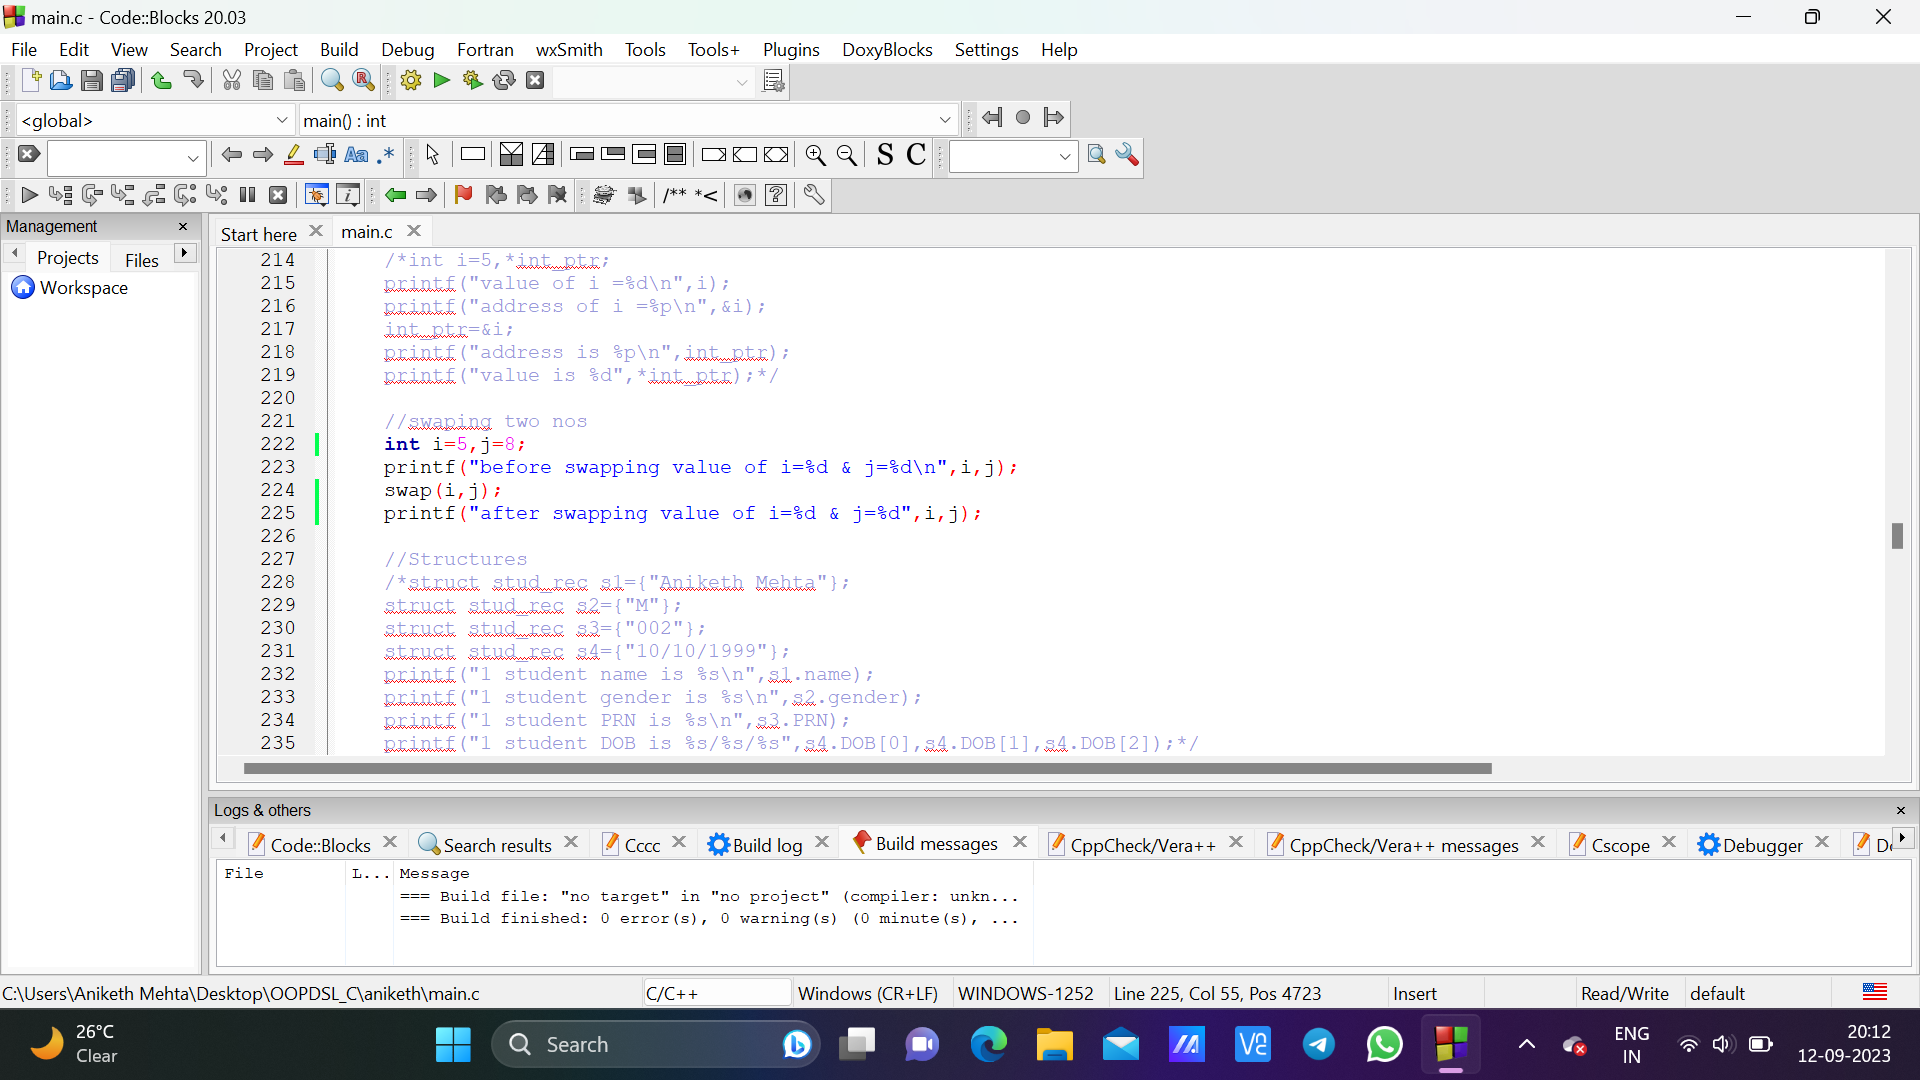 main.c - Code::Blocks 20.03
File Edit View Search Project Build Debug Fortran wxSmith Tools Tools+ Plugins DoxyBlocks Settings Help
<global> main() : int
Aa .* S C
/** *<
Management
Start here main.c
Projects Files
Workspace
214 /*int i=5,*int_ptr;
215 printf("value of i =%d\n",i);
216 printf("address of i =%p\n",&i);
217 int_ptr=&i;
218 printf("address is %p\n",int_ptr);
219 printf("value is %d",*int_ptr);*/
220
221 //swaping two nos
222 int i=5,j=8;
223 printf("before swapping value of i=%d & j=%d\n",i,j);
224 swap(i,j);
225 printf("after swapping value of i=%d & j=%d",i,j);
226
227 //Structures
228 /*struct stud_rec s1={"Aniketh Mehta"};
229 struct stud_rec s2={"M"};
230 struct stud_rec s3={"002"};
231 struct stud_rec s4={"10/10/1999"};
232 printf("1 student name is %s\n",s1.name);
233 printf("1 student gender is %s\n",s2.gender);
234 printf("1 student PRN is %s\n",s3.PRN);
235 printf("1 student DOB is %s/%s/%s",s4.DOB[0],s4.DOB[1],s4.DOB[2]);*/
Logs & others
Code::Blocks Search results Cccc Build log Build messages CppCheck/Vera++ CppCheck/Vera++ messages Cscope Debugger
File L... Message
=== Build file: "no target" in "no project" (compiler: unkn...
=== Build finished: 0 error(s), 0 warning(s) (0 minute(s), ...
C:\Users\Aniketh Mehta\Desktop\OOPDSL_C\aniketh\main.c C/C++ Windows (CR+LF) WINDOWS-1252 Line 225, Col 55, Pos 4723 Insert Read/Write default
26°C
Clear
Search
ENG
IN
20:12
12-09-2023